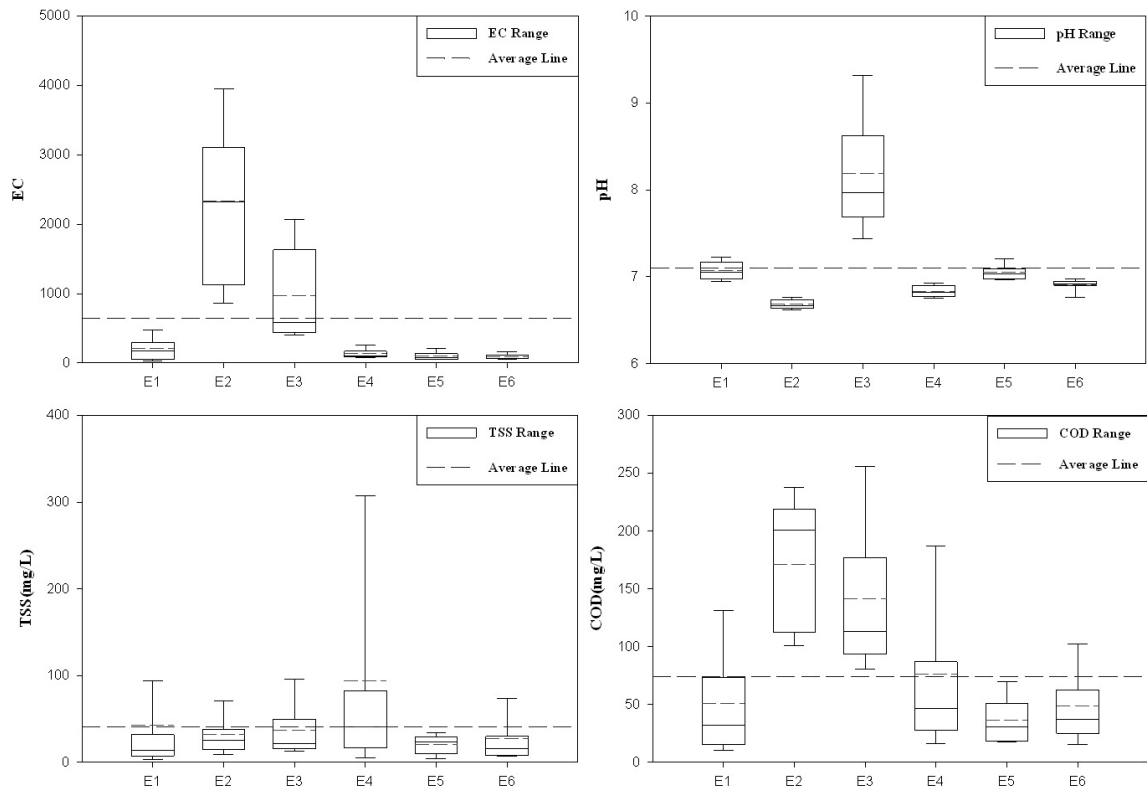 5000
4000
3000
2000
1000
0
EC
EC Range
Average Line
E1 E2 E3 E4 E5 E6
10
9
8
7
6
pH
pH Range
Average Line
E1 E2 E3 E4 E5 E6
400
300
200
100
0
TSS(mg/L)
TSS Range
Average Line
E1 E2 E3 E4 E5 E6
300
250
200
150
100
50
0
COD(mg/L)
COD Range
Average Line
E1 E2 E3 E4 E5 E6